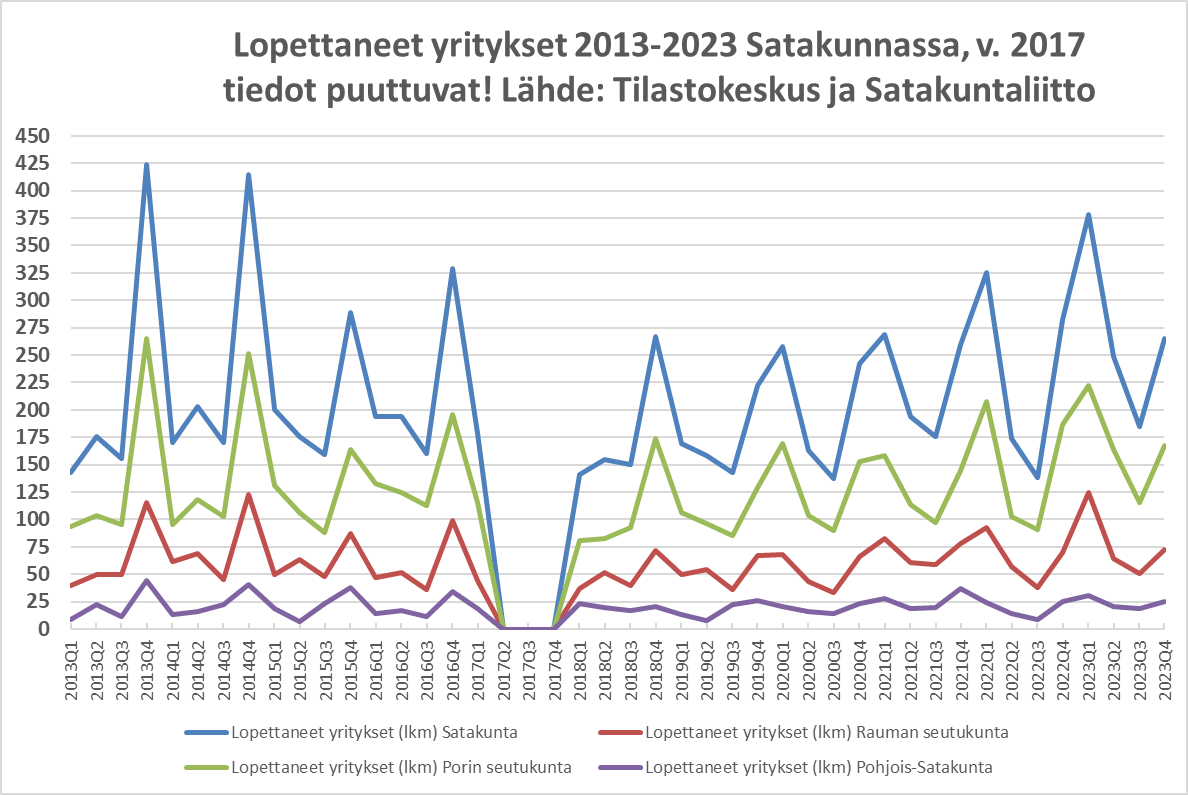 Lopettaneet yritykset 2013-2023 Satakunnassa, v. 2017
tiedot puuttuvat! Lähde: Tilastokeskus ja Satakuntaliitto
450
425
400
375
350
325
300
275
250
225
200
175
150
125
100
75
50
25
0
2013Q1
2013Q2
2013Q3
2013Q4
2014Q1
2014Q2
2014Q3
2014Q4
2015Q1
2015Q2
2015Q3
2015Q4
2016Q1
2016Q2
2016Q3
2016Q4
2017Q1
2017Q2
2017Q3
2017Q4
2018Q1
2018Q2
2018Q3
2018Q4
2019Q1
2019Q2
2019Q3
2019Q4
2020Q1
2020Q2
2020Q3
2020Q4
2021Q1
2021Q2
2021Q3
2021Q4
2022Q1
2022Q2
2022Q3
2022Q4
2023Q1
2023Q2
2023Q3
2023Q4
Lopettaneet yritykset (lkm) Satakunta
Lopettaneet yritykset (lkm) Rauman seutukunta
Lopettaneet yritykset (lkm) Porin seutukunta
Lopettaneet yritykset (lkm) Pohjois-Satakunta